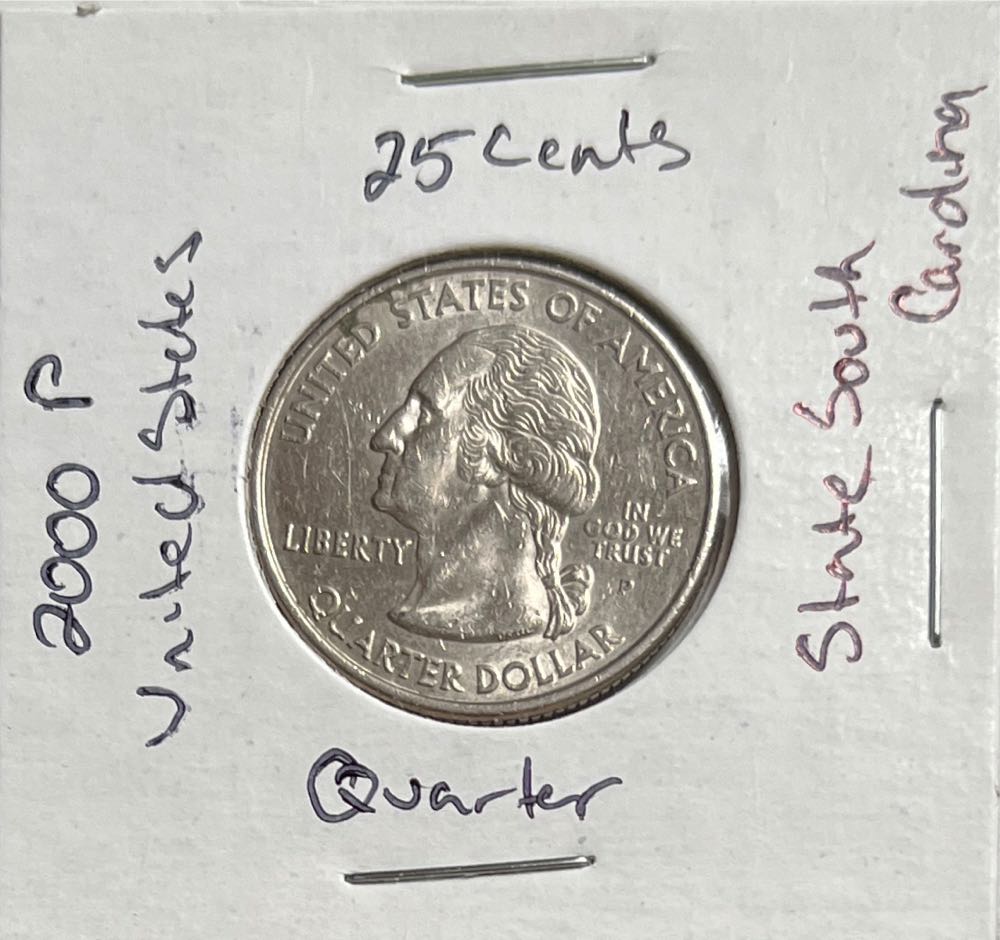 25 Cents
2000 P
United States
UNITED STATES OF AMERICA
LIBERTY
IN
GOD WE
TRUST
P
QUARTER DOLLAR
State South
Carolina
Quarter